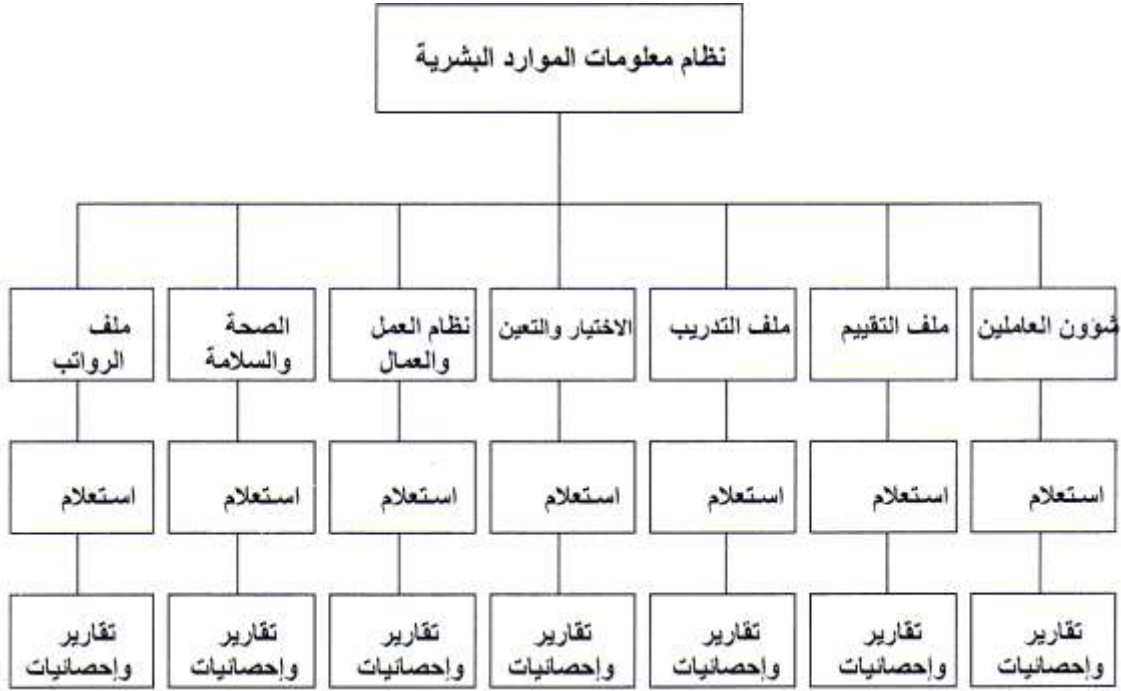 نظام معلومات الموارد البشرية
شؤون العاملين
ملف التقييم
ملف التدريب
الاختيار والتعين
نظام العمل
والعمال
الصحة
والسلامة
ملف
الرواتب
استعلام
استعلام
استعلام
استعلام
استعلام
استعلام
استعلام
تقارير
وإحصائيات
تقارير
وإحصائيات
تقارير
وإحصائيات
تقارير
وإحصائيات
تقارير
وإحصائيات
تقارير
وإحصائيات
تقارير
وإحصائيات